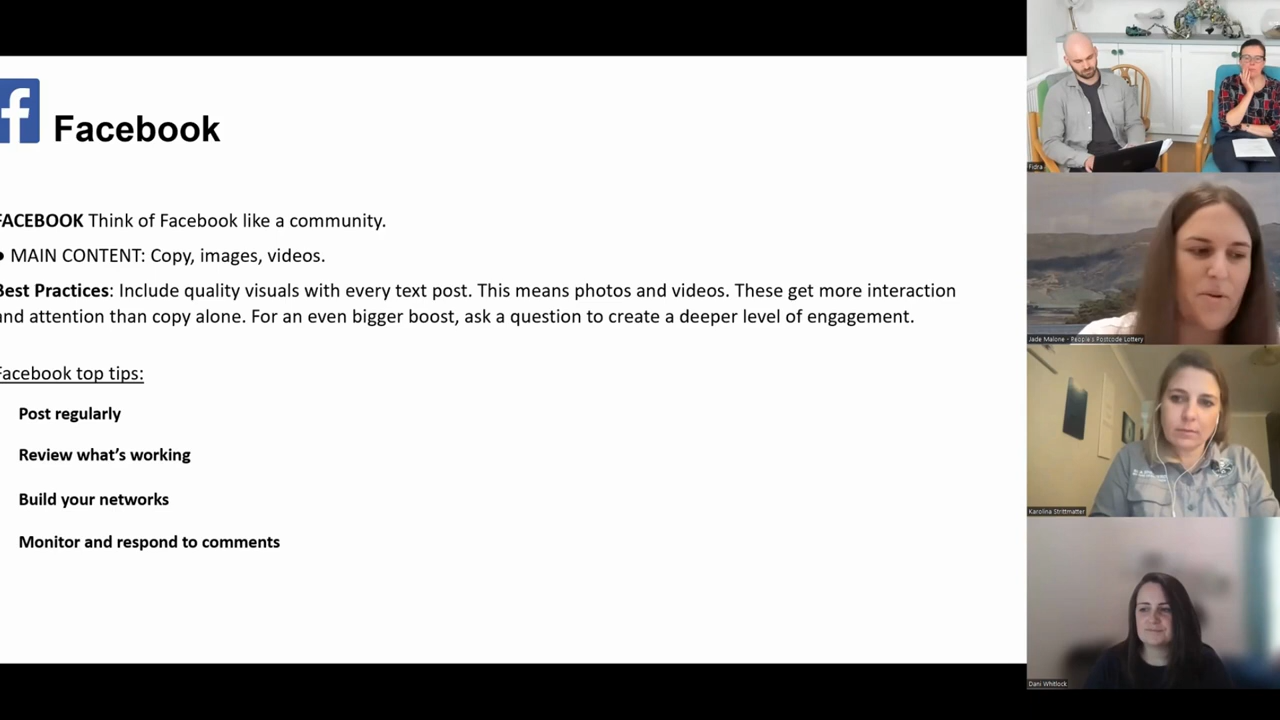 f Facebook
FACEBOOK Think of Facebook like a community.
• MAIN CONTENT: Copy, images, videos.
Best Practices: Include quality visuals with every text post. This means photos and videos. These get more interaction
and attention than copy alone. For an even bigger boost, ask a question to create a deeper level of engagement.
Facebook top tips:
Post regularly
Review what's working
Build your networks
Monitor and respond to comments
Fidra
Jade Malone - People's Postcode Lottery
Karolina Strittmatter
Dani Whitlock